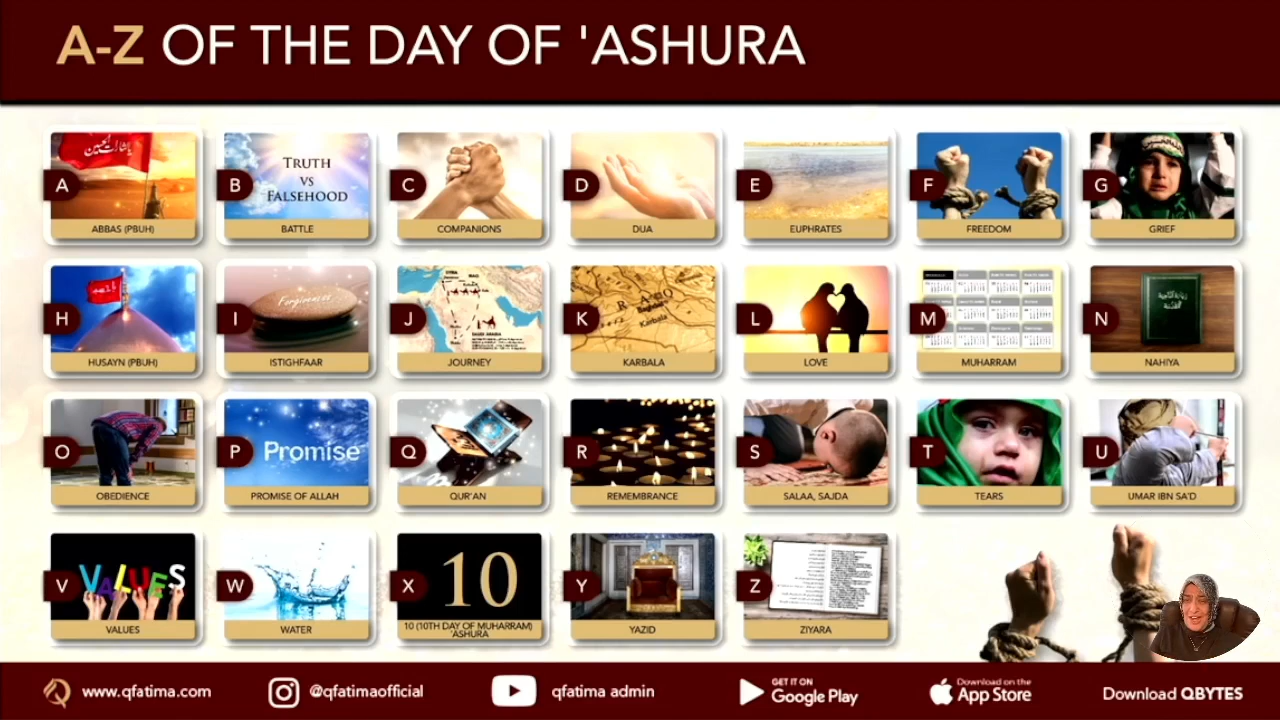 A-Z OF THE DAY OF 'ASHURA
A
ABBAS (PBUH)
B
TRUTH
VS
FALSEHOOD
BATTLE
C
COMPANIONS
D
DUA
E
EUPHRATES
F
FREEDOM
G
GRIEF
H
HUSAYN (PBUH)
I
Forgiveness
ISTIGHFAAR
J
JOURNEY
K
Karbala
KARBALA
L
LOVE
M
MUHARRAM
N
NAHIYA
O
OBEDIENCE
P
Promise
PROMISE OF ALLAH
Q
QUR'AN
R
REMEMBRANCE
S
SALAA, SAJDA
T
TEARS
U
UMAR IBN SA'D
V
VALUES
VALUES
W
WATER
X
10
10 (10TH DAY OF MUHARRAM)
'ASHURA
Y
YAZID
Z
ZIYARA
www.qfatima.com
@qfatimaofficial
qfatima admin
GET IT ON
Google Play
Download on the
App Store
Download QBYTES